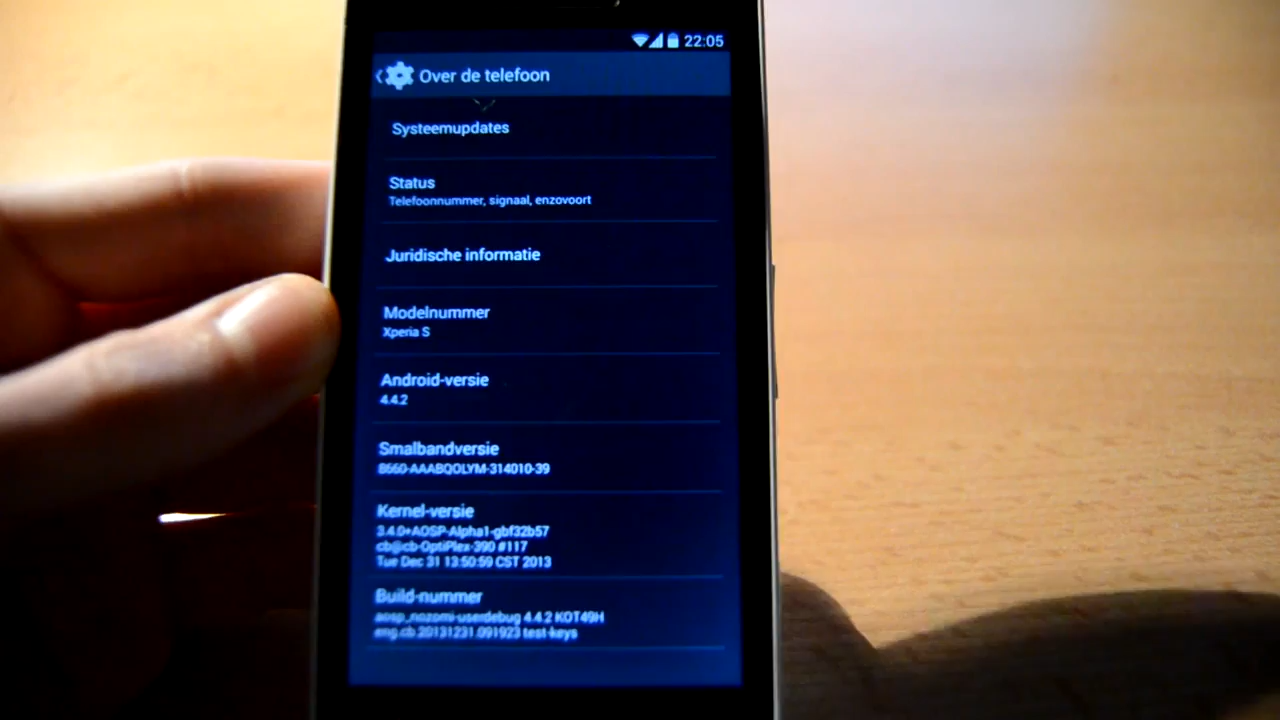 22:05
Over de telefoon
Systeemupdates
Status
Telefoonnummer, signaal, enzovoort
Juridische informatie
Modelnummer
Xperia S
Android-versie
4.4.2
Smalbandversie
8660-AAABQOLYM-314010-39
Kernel-versie
3.4.0+AOSP-Alpha1-gbf32b57
cb@cb-OptiPlex-390 #117
Tue Dec 31 13:50:59 CST 2013
Build-nummer
aosp_nozomi-userdebug 4.4.2 KOT49H
eng.cb.20131231.091923 test-keys